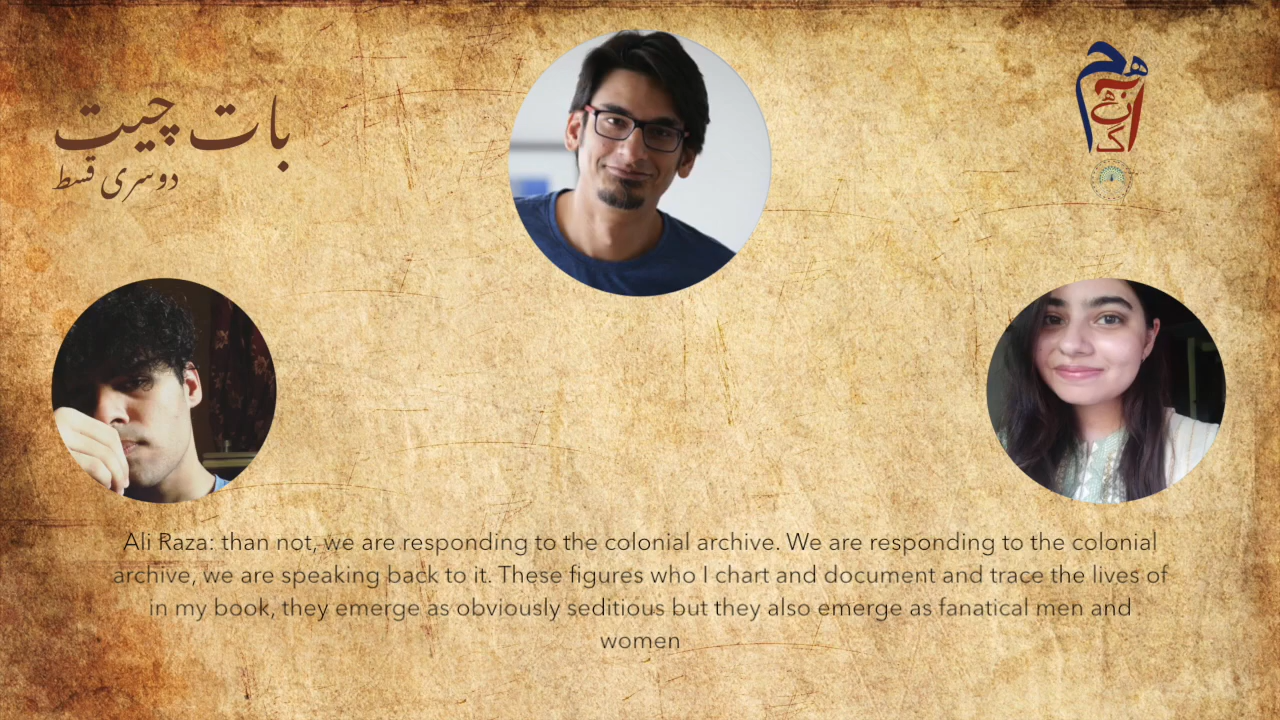 بات چیت
دوسری قسط
Ali Raza: than not, we are responding to the colonial archive. We are responding to the colonial
archive, we are speaking back to it. These figures who I chart and document and trace the lives of
in my book, they emerge as obviously seditious but they also emerge as fanatical men and
women